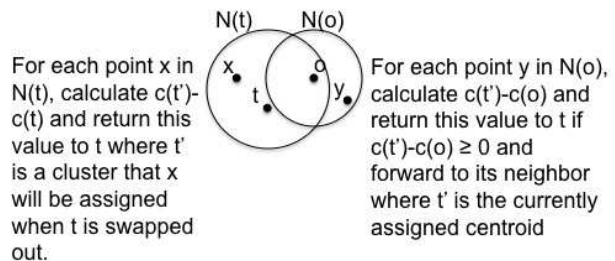 N(t) N(o)
x
o
t
y
For each point x in
N(t), calculate c(t’)-
c(t) and return this
value to t where t’
is a cluster that x
will be assigned
when t is swapped
out.
For each point y in N(o),
calculate c(t’)-c(o) and
return this value to t if
c(t’)-c(o) ≥ 0 and
forward to its neighbor
where t’ is the currently
assigned centroid